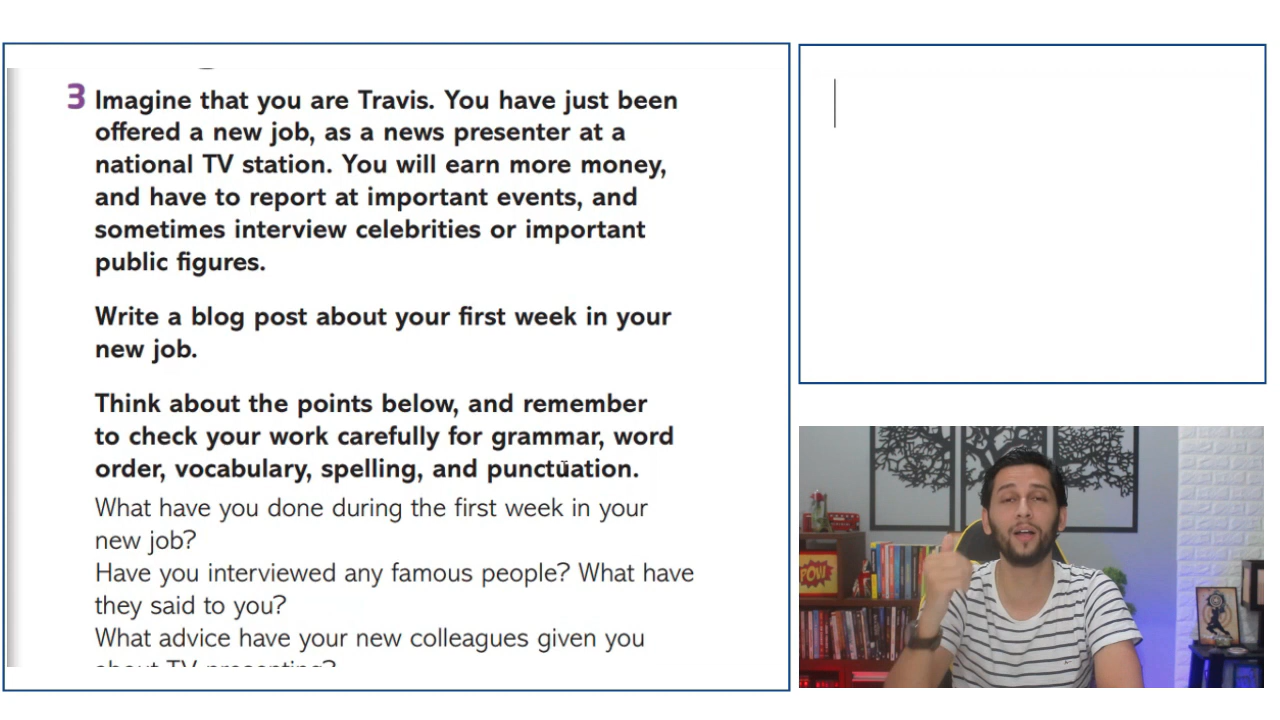 3 Imagine that you are Travis. You have just been
offered a new job, as a news presenter at a
national TV station. You will earn more money,
and have to report at important events, and
sometimes interview celebrities or important
public figures.
Write a blog post about your first week in your
new job.
Think about the points below, and remember
to check your work carefully for grammar, word
order, vocabulary, spelling, and punctuation.
What have you done during the first week in your
new job?
Have you interviewed any famous people? What have
they said to you?
What advice have your new colleagues given you
about TV presenting?
POW!